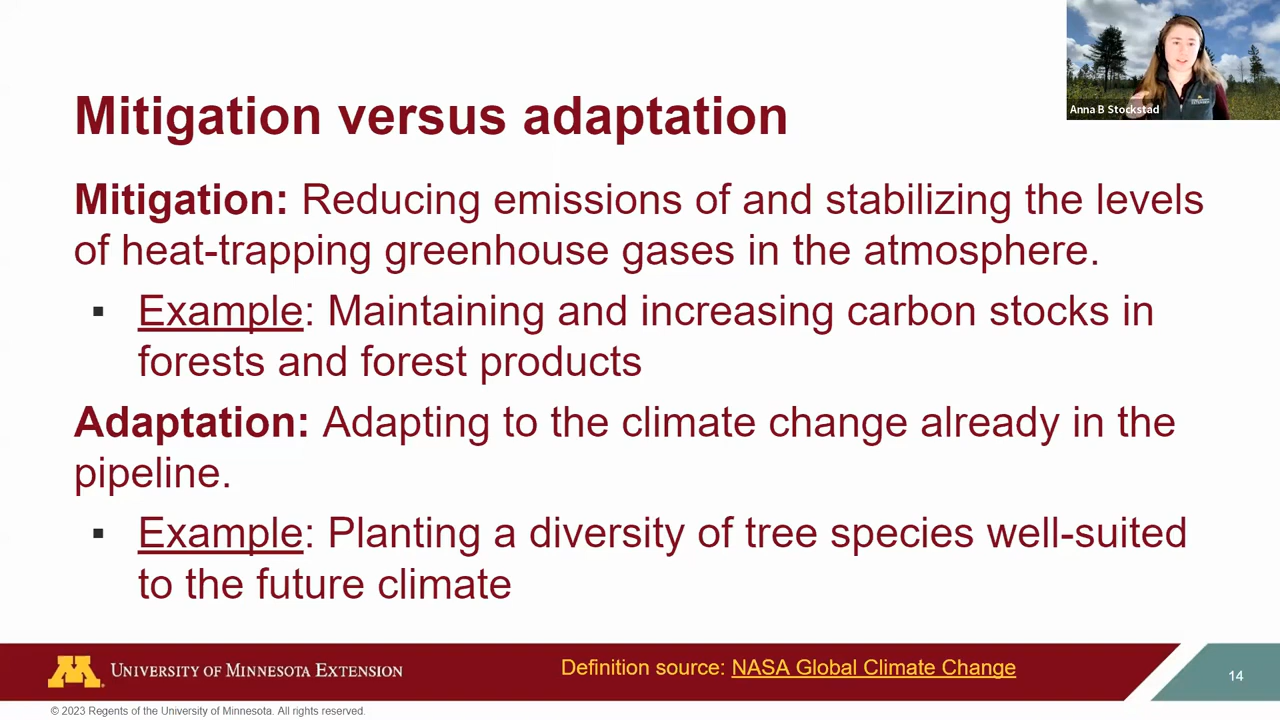 Anna B Stockstad
Mitigation versus adaptation
Mitigation: Reducing emissions of and stabilizing the levels
of heat-trapping greenhouse gases in the atmosphere.
▪ Example: Maintaining and increasing carbon stocks in
forests and forest products
Adaptation: Adapting to the climate change already in the
pipeline.
▪ Example: Planting a diversity of tree species well-suited
to the future climate
M UNIVERSITY OF MINNESOTA EXTENSION
Definition source: NASA Global Climate Change
14
© 2023 Regents of the University of Minnesota. All rights reserved.